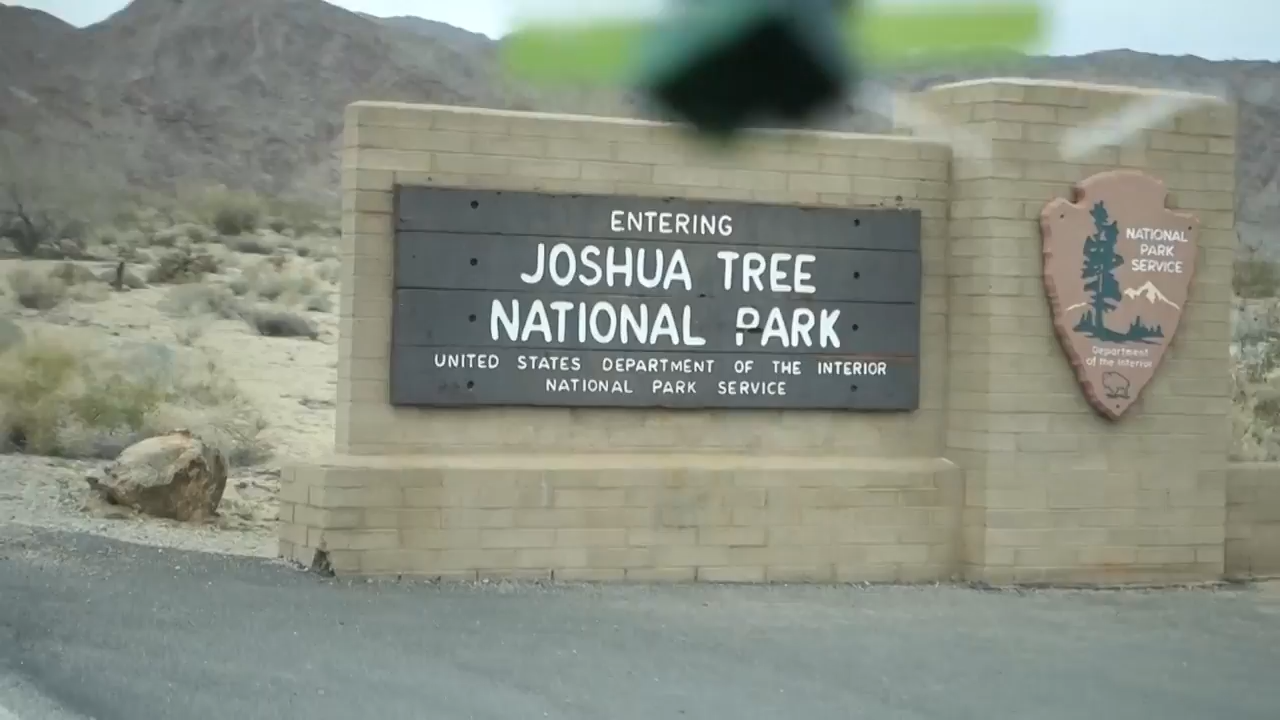 ENTERING
JOSHUA TREE
NATIONAL PARK
UNITED STATES DEPARTMENT OF THE INTERIOR
NATIONAL PARK SERVICE
NATIONAL
PARK
SERVICE
Department
of the Interior